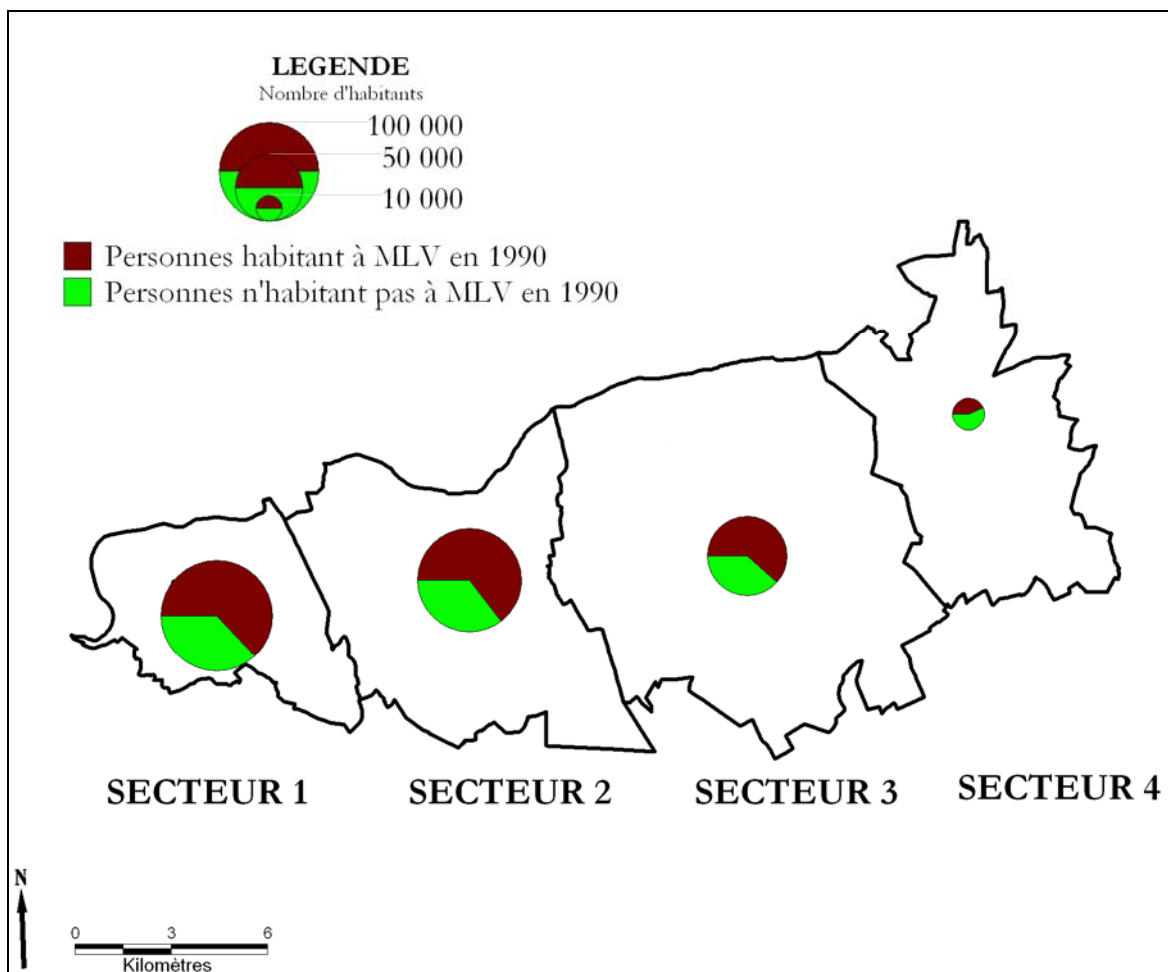 LEGENDE
Nombre d'habitants
100 000
50 000
10 000
Personnes habitant à MLV en 1990
Personnes n'habitant pas à MLV en 1990
SECTEUR 1
SECTEUR 2
SECTEUR 3
SECTEUR 4
N
0 3 6
Kilomètres